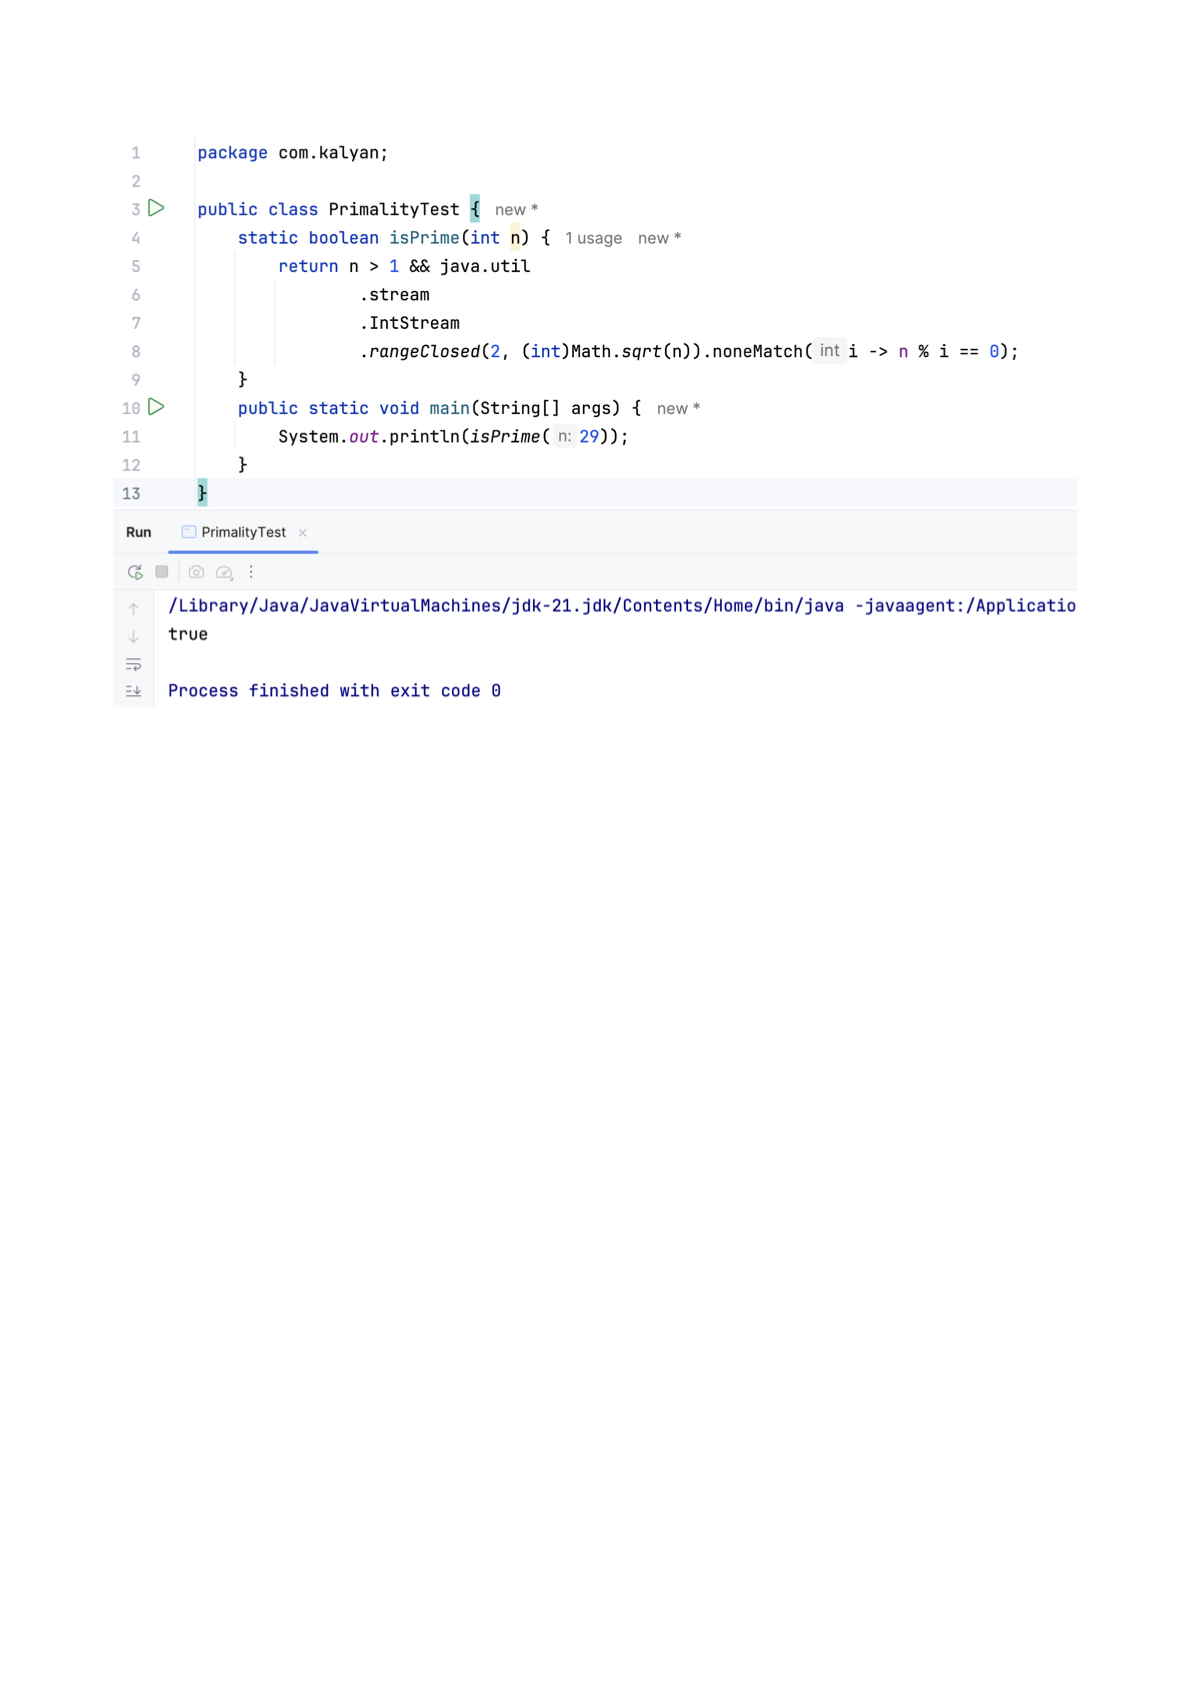 1 package com.kalyan;
2
3 public class PrimalityTest { new *
4 static boolean isPrime(int n) { 1 usage new *
5 return n > 1 && java.util
6 .stream
7 .IntStream
8 .rangeClosed(2, (int)Math.sqrt(n)).noneMatch( int i -> n % i == 0);
9 }
10 public static void main(String[] args) { new *
11 System.out.println(isPrime( n: 29));
12 }
13 }
Run PrimalityTest
/Library/Java/JavaVirtualMachines/jdk-21.jdk/Contents/Home/bin/java -javaagent:/Applicatio
true
Process finished with exit code 0